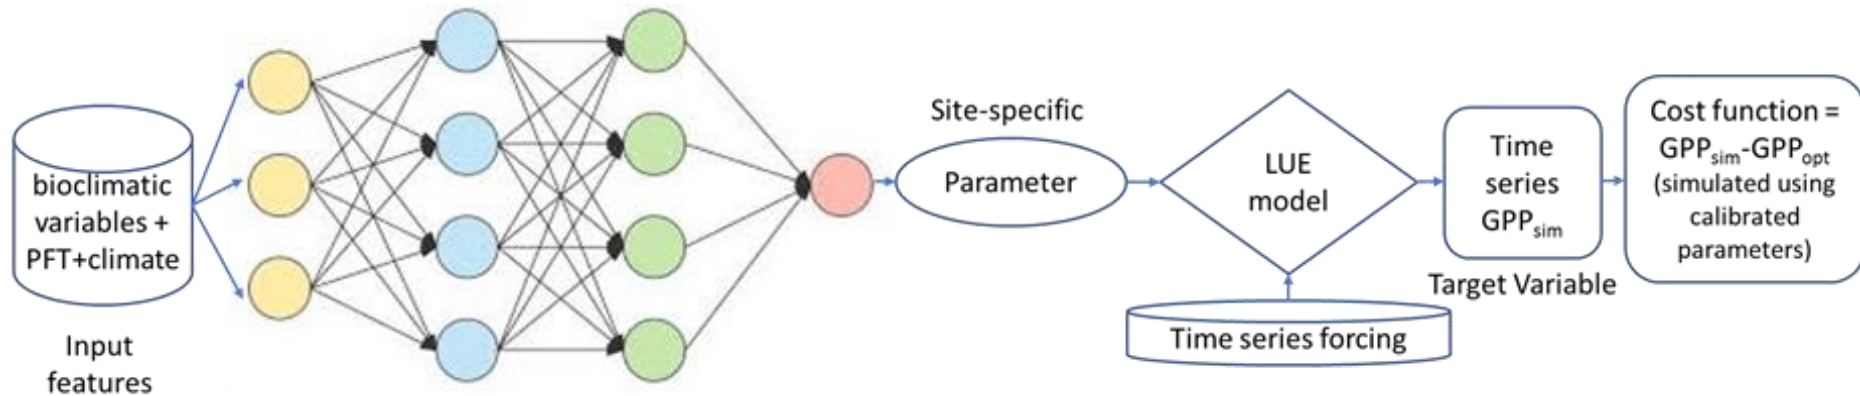 bioclimatic
variables +
PFT+climate
Input
features
Site-specific
Parameter
LUE
model
Time series forcing
Time
series
GPPsim
Target Variable
Cost function =
GPPsim-GPPopt
(simulated using
calibrated
parameters)